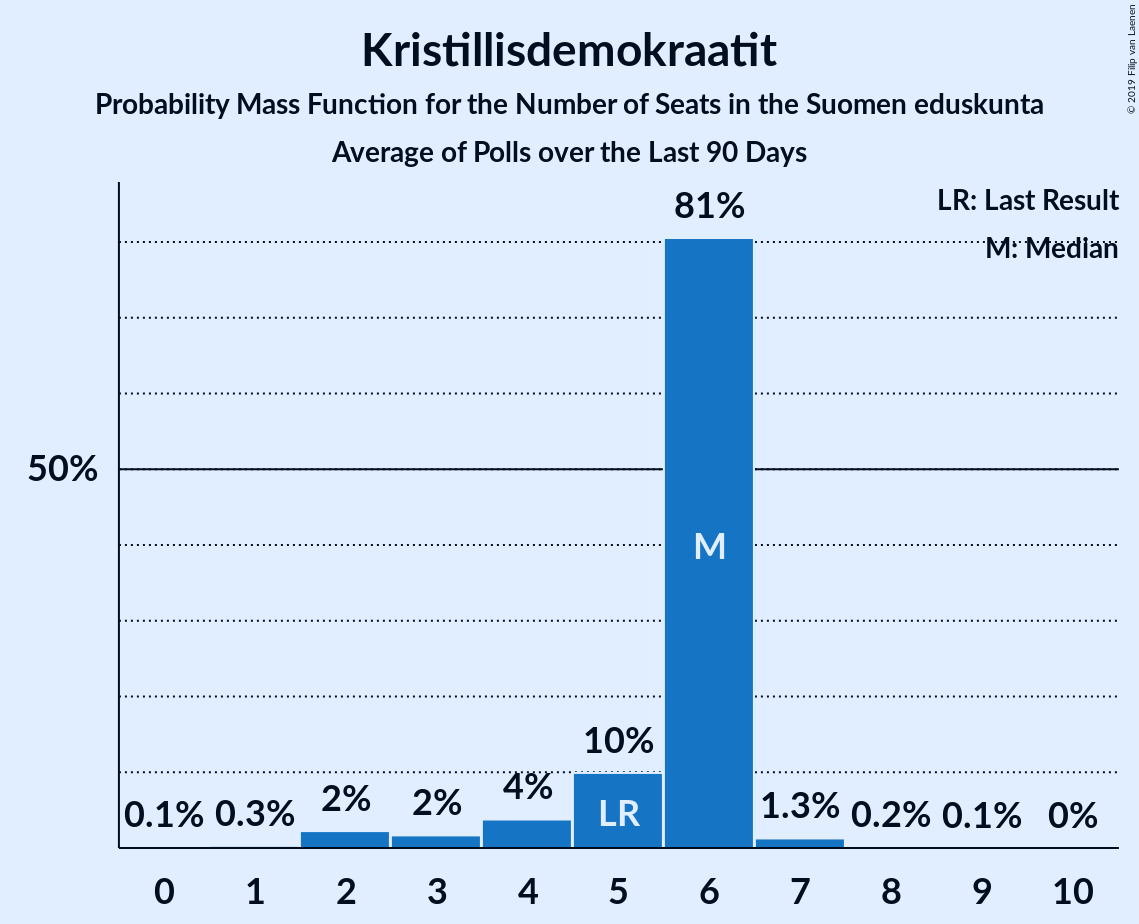 Kristillisdemokraatit
Probability Mass Function for the Number of Seats in the Suomen eduskunta
Average of Polls over the Last 90 Days
© 2019 Filip van Laenen
LR: Last Result
M: Median
81%
50%
M
10%
LR
0.1% 0.3% 2% 2% 4% 1.3% 0.2% 0.1% 0%
0 1 2 3 4 5 6 7 8 9 10